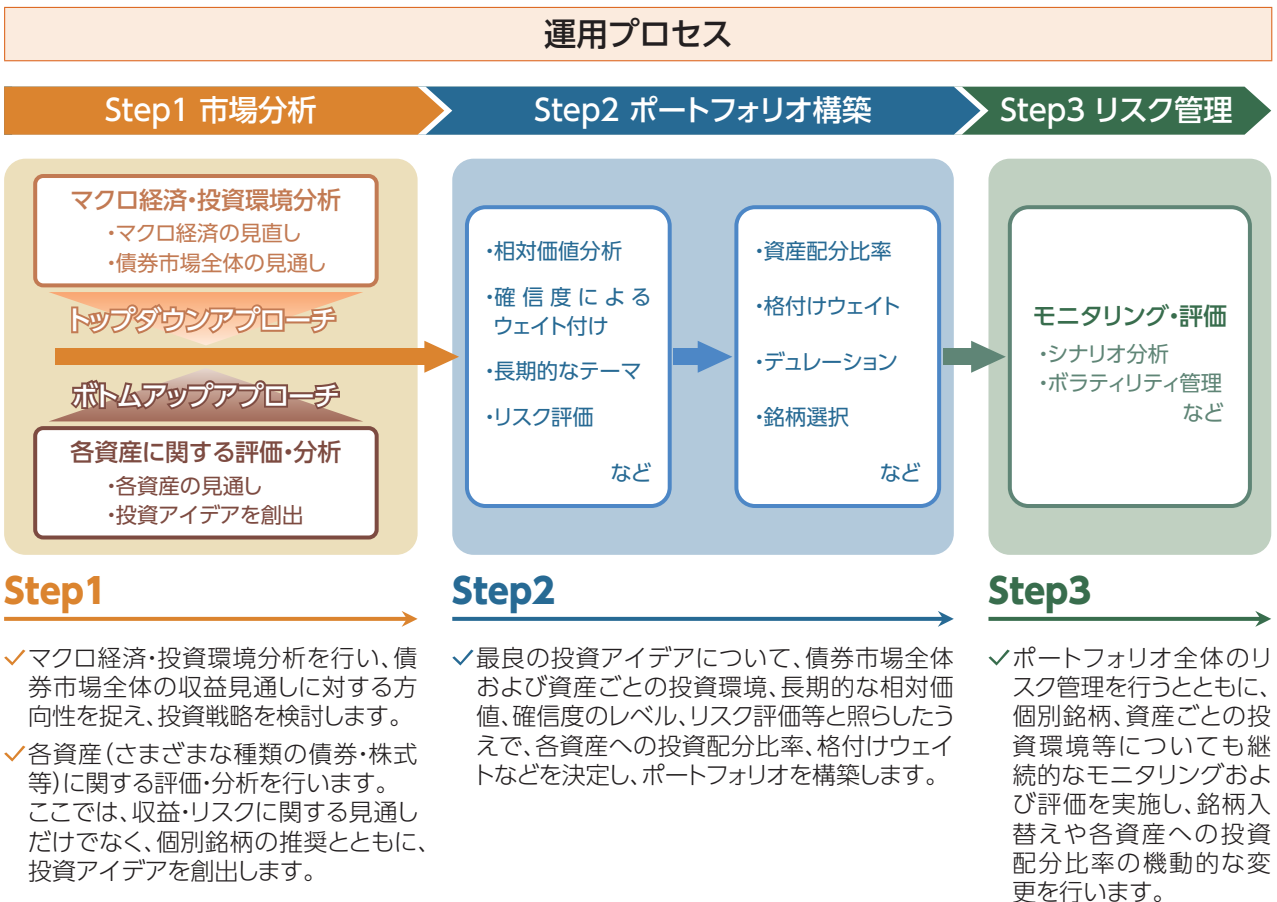 運用プロセス
Step1 市場分析
Step2 ポートフォリオ構築
Step3 リスク管理
マクロ経済・投資環境分析
・マクロ経済の見直し
・債券市場全体の見通し
トップダウンアプローチ
ボトムアップアプローチ
各資産に関する評価・分析
・各資産の見通し
・投資アイデアを創出
・相対価値分析
・確信度による
ウェイト付け
・長期的なテーマ
・リスク評価
など
・資産配分比率
・格付けウェイト
・デュレーション
・銘柄選択
など
モニタリング・評価
・シナリオ分析
・ボラティリティ管理
など
Step1
✓マクロ経済・投資環境分析を行い、債
券市場全体の収益見通しに対する方
向性を捉え、投資戦略を検討します。
✓各資産(さまざまな種類の債券・株式
等)に関する評価・分析を行います。
ここでは、収益・リスクに関する見通し
だけでなく、個別銘柄の推奨とともに、
投資アイデアを創出します。
Step2
✓最良の投資アイデアについて、債券市場全体
および資産ごとの投資環境、長期的な相対価
値、確信度のレベル、リスク評価等と照らしたう
えで、各資産への投資配分比率、格付けウェイ
トなどを決定し、ポートフォリオを構築します。
Step3
✓ポートフォリオ全体のリ
スク管理を行うとともに、
個別銘柄、資産ごとの投
資環境等についても継
続的なモニタリングおよ
び評価を実施し、銘柄入
替えや各資産への投資
配分比率の機動的な変
更を行います。